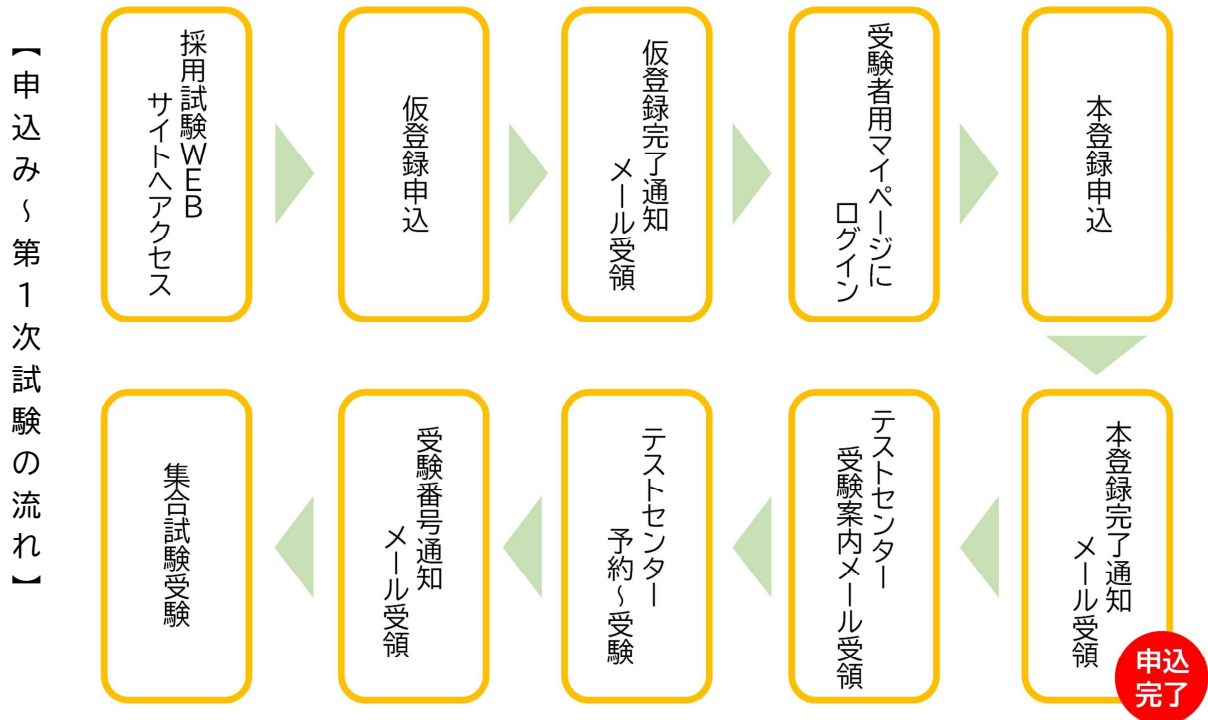 【申込み～第1次試験の流れ】
採用試験WEB
サイトへアクセス
仮登録申込
仮登録完了通知
メール受領
受験者用マイページに
ログイン
本登録申込
本登録完了通知
メール受領
申込
完了
テストセンター
受験案内メール受領
テストセンター
予約～受験
受験番号通知
メール受領
集合試験受験